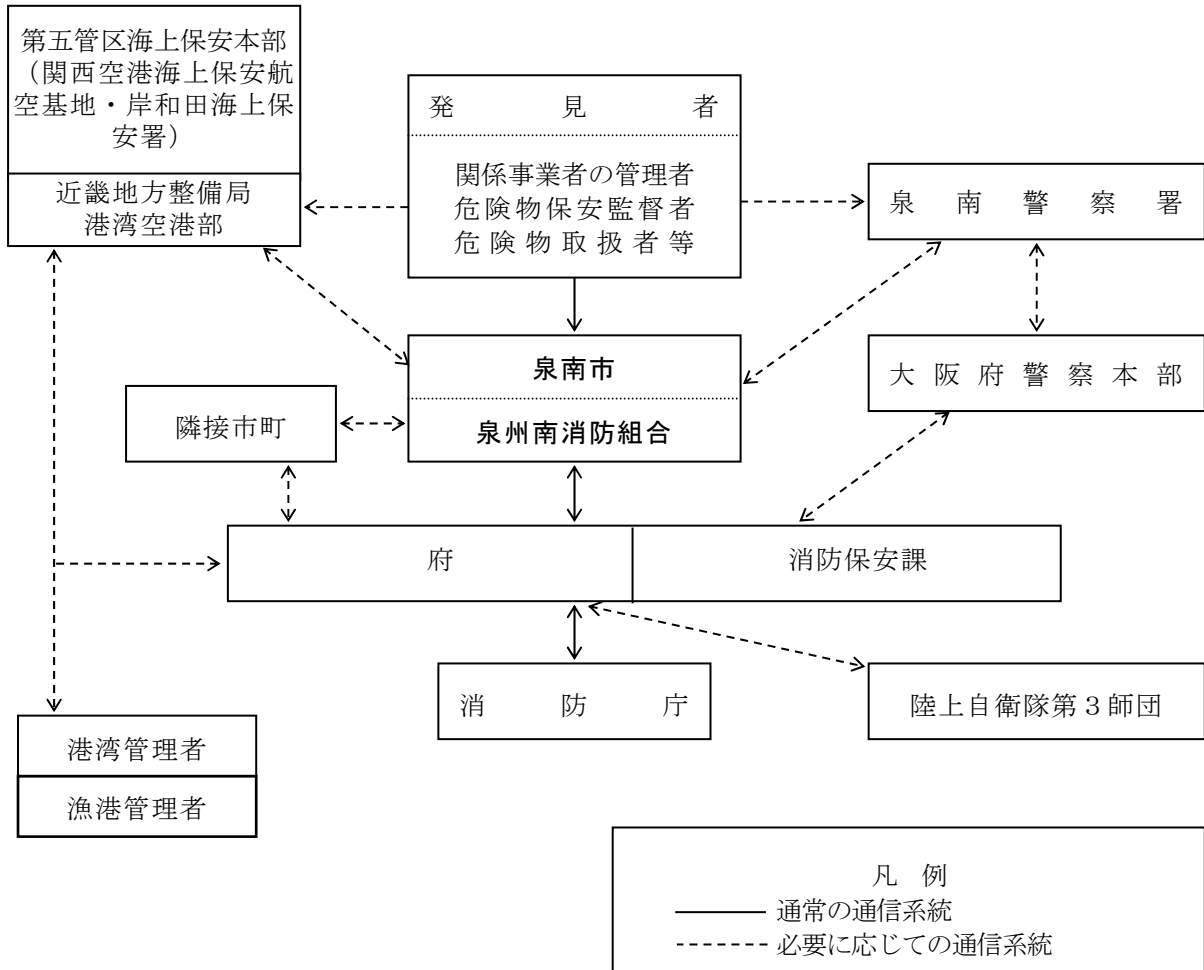 第五管区海上保安本部
（関西空港海上保安航
空基地・岸和田海上保
安署）
近畿地方整備局
港湾空港部
発見者
関係事業者の管理者
危険物保安監督者
危険物取扱者等
泉南警察署
泉南市
泉州南消防組合
大阪府警察本部
隣接市町
府
消防保安課
消防庁
陸上自衛隊第３師団
港湾管理者
漁港管理者
凡例
通常の通信系統
必要に応じての通信系統